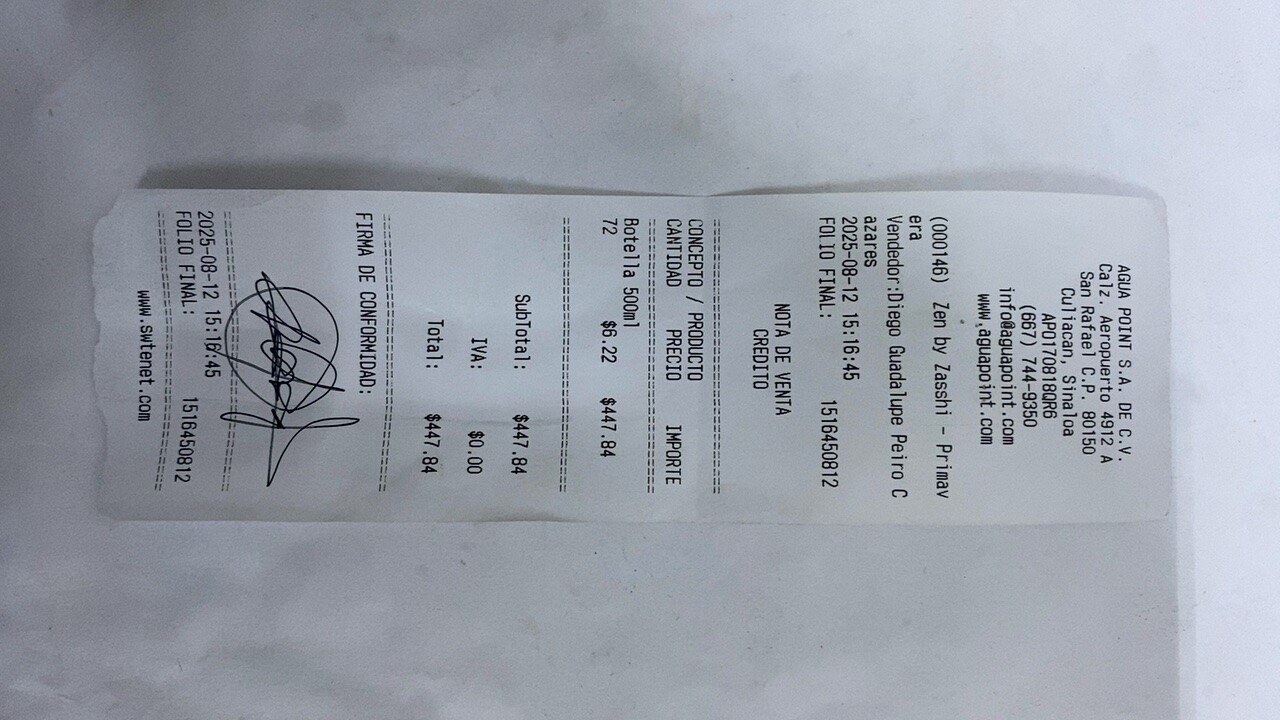 AGUA POINT S.A. DE C.V.
Calz. Aeropuerto 4912 A
San Rafael C.P. 80150
Culiacan, Sinaloa
APO170818QR6
(667) 744-9350
info@aguapoint.com
www.aguapoint.com
(000146) Zen by Zasshi - Primav
era
Vendedor:Diego Guadalupe Peiro C
azares
2025-08-12 15:16:45
FOLIO FINAL: 1516450812
NOTA DE VENTA
CREDITO
CONCEPTO / PRODUCTO
CANTIDAD PRECIO IMPORTE
Botella 500ml
72 $6.22 $447.84
SubTotal: $447.84
IVA: $0.00
Total: $447.84
FIRMA DE CONFORMIDAD:
2025-08-12 15:16:45
FOLIO FINAL: 1516450812
www.swtenet.com